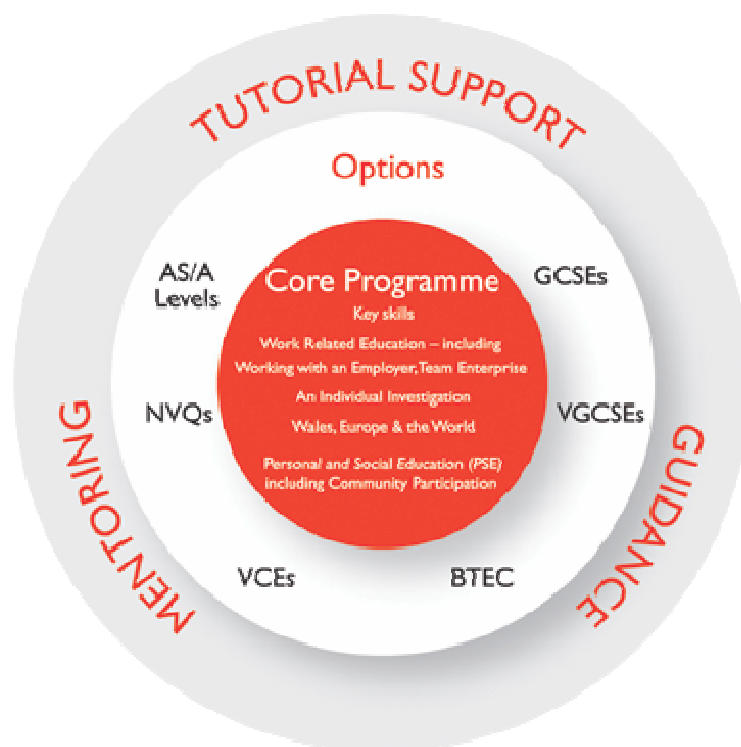 TUTORIAL SUPPORT
Options
AS/A
Levels
GCSEs
Core Programme
Key skills
Work Related Education – including
Working with an Employer, Team Enterprise
An Individual Investigation
Wales, Europe & the World
Personal and Social Education (PSE)
including Community Participation
NVQs
VGCSEs
VCEs
BTEC
MENTORING
GUIDANCE